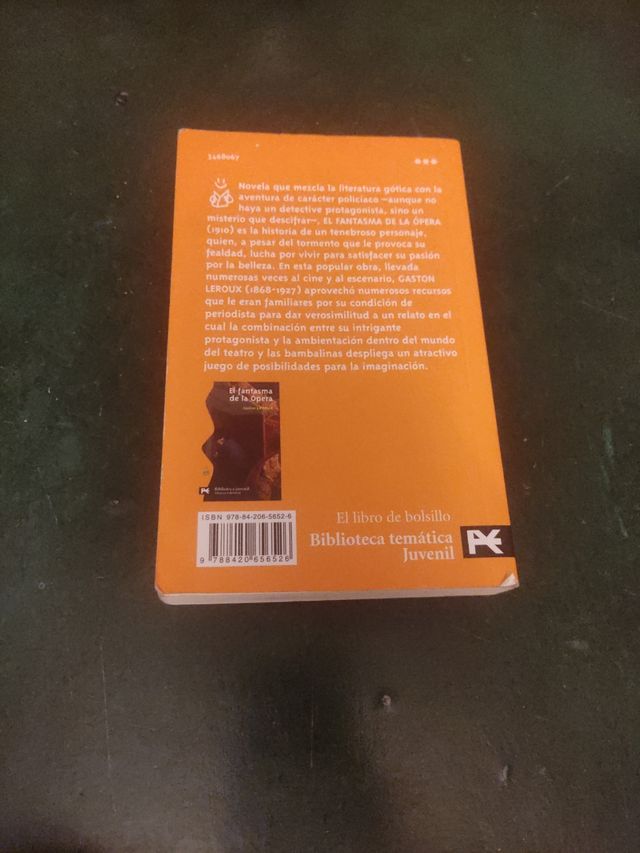 3468067
Novela que mezcla la literatura gótica con la
aventura de carácter policíaco —aunque no
haya un detective protagonista, sino un
misterio que descifrar—, EL FANTASMA DE LA ÓPERA
(1910) es la historia de un tenebroso personaje,
quien, a pesar del tormento que le provoca su
fealdad, lucha por vivir para satisfacer su pasión
por la belleza. En esta popular obra, llevada
numerosas veces al cine y al escenario, GASTON
LEROUX (1868-1927) aprovechó numerosos recursos
que le eran familiares por su condición de
periodista para dar verosimilitud a un relato en
el cual la combinación entre su intrigante
protagonista y la ambientación dentro del mundo
del teatro y las bambalinas despliega un atractivo
juego de posibilidades para la imaginación.
El fantasma
de la Ópera
Gaston Leroux
Biblioteca juvenil
Alianza Editorial
ISBN 978-84-206-5652-6
9 788420 656526
El libro de bolsillo
Biblioteca temática
Juvenil